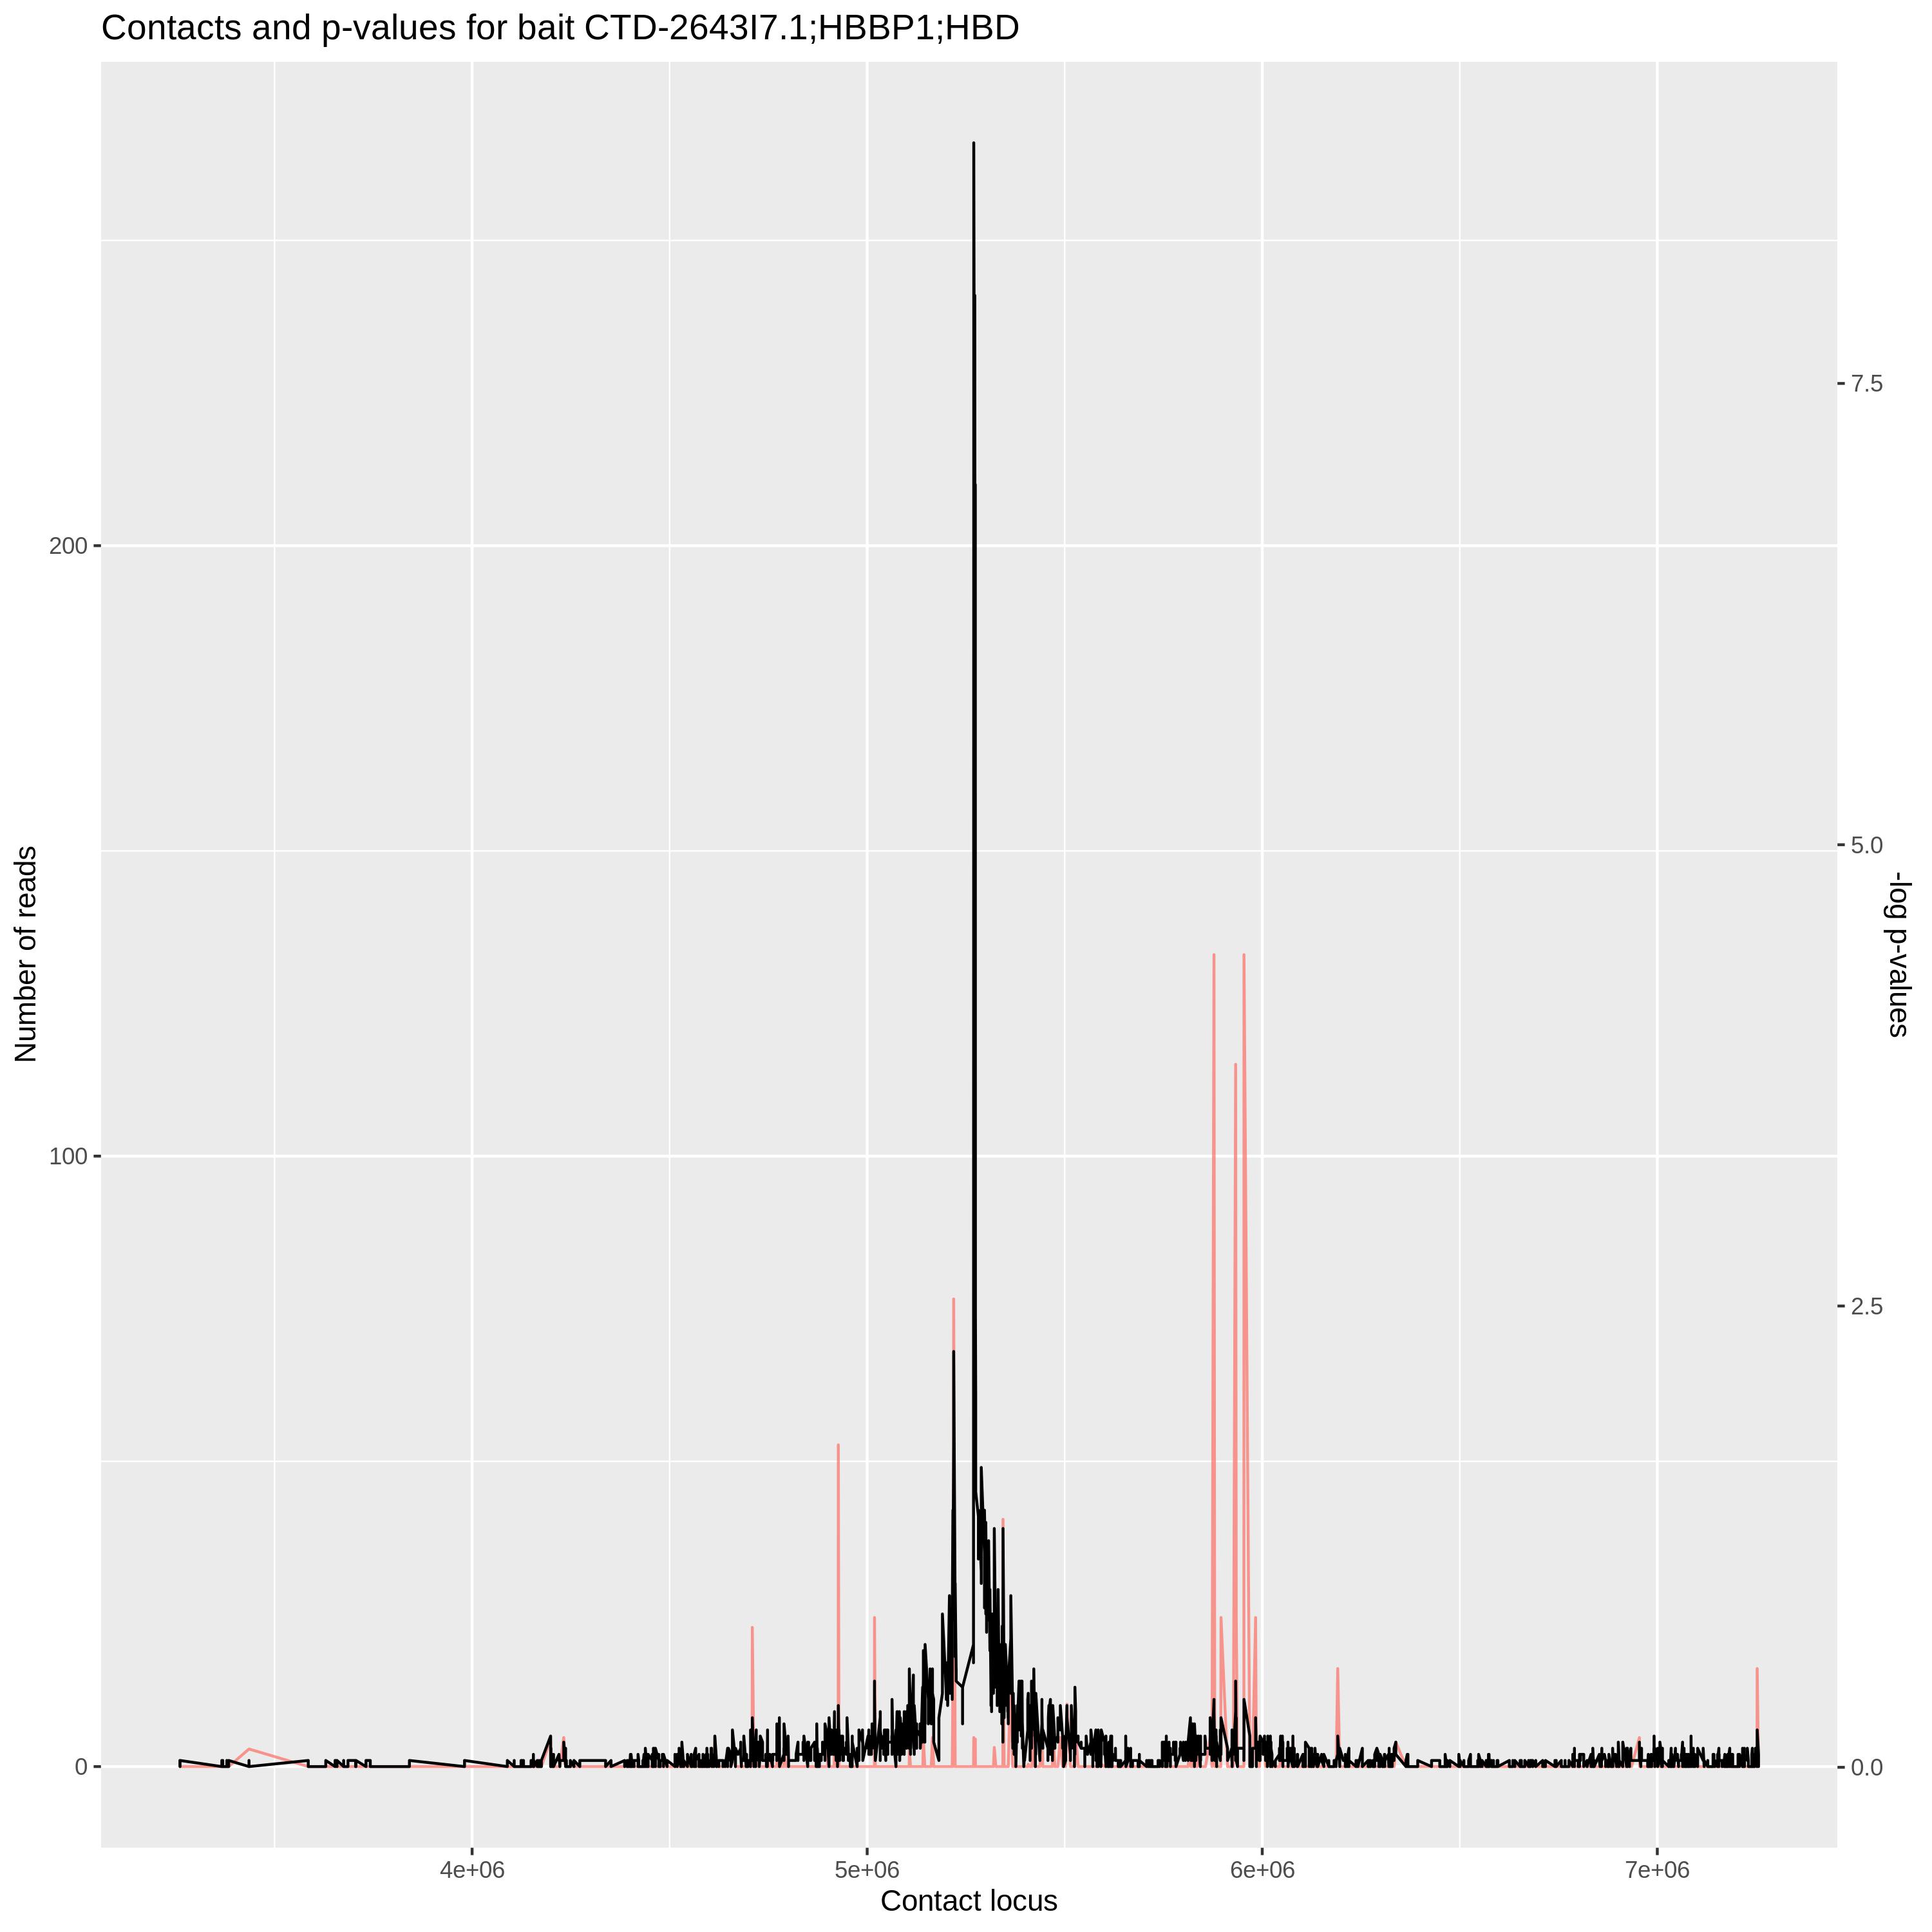 Contacts and p-values for bait CTD-2643I7.1;HBBP1;HBD
200
100
0
Number of reads
7.5
5.0
2.5
0.0
-log p-values
4e+06
5e+06
6e+06
7e+06
Contact locus